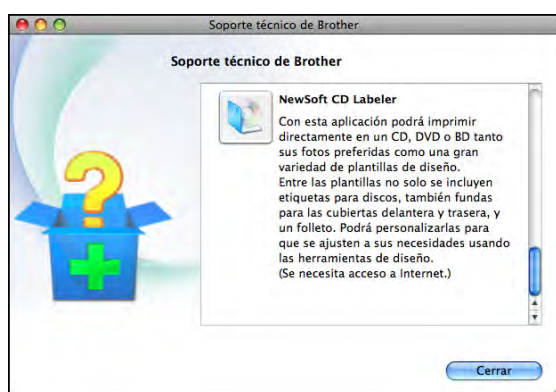 Soporte técnico de Brother
Soporte técnico de Brother
NewSoft CD Labeler
Con esta aplicación podrá imprimir
directamente en un CD, DVD o BD tanto
sus fotos preferidas como una gran
variedad de plantillas de diseño.
Entre las plantillas no solo se incluyen
etiquetas para discos, también fundas
para las cubiertas delantera y trasera, y
un folleto. Podrá personalizarlas para
que se ajusten a sus necesidades usando
las herramientas de diseño.
(Se necesita acceso a Internet.)
Cerrar